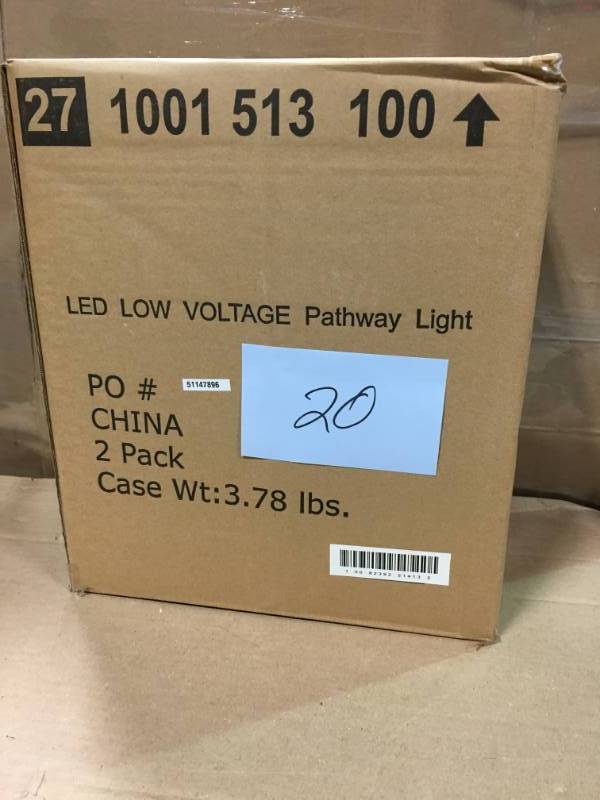 27 1001 513 100
LED LOW VOLTAGE Pathway Light
PO # 51147896
CHINA
2 Pack
Case Wt:3.78 lbs.
20